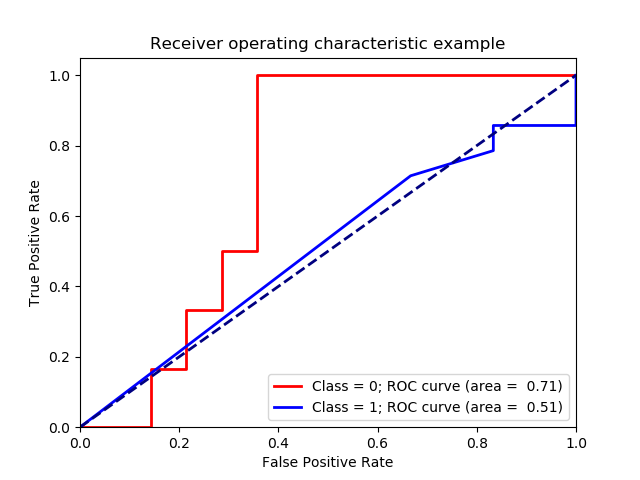 Receiver operating characteristic example
1.0
0.8
0.6
0.4
0.2
0.0
True Positive Rate
Class = 0; ROC curve (area =  0.71)
Class = 1; ROC curve (area =  0.51)
0.0 0.2 0.4 0.6 0.8 1.0
False Positive Rate